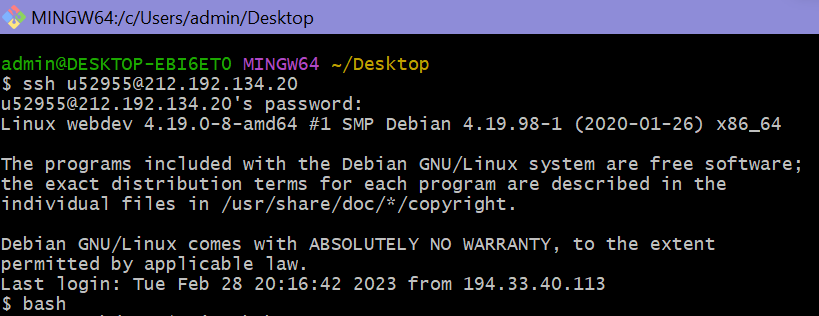 MINGW64:/c/Users/admin/Desktop
admin@DESKTOP-EBI6ET0 MINGW64 ~/Desktop
$ ssh u52955@212.192.134.20
u52955@212.192.134.20's password:
Linux webdev 4.19.0-8-amd64 #1 SMP Debian 4.19.98-1 (2020-01-26) x86_64
The programs included with the Debian GNU/Linux system are free software;
the exact distribution terms for each program are described in the
individual files in /usr/share/doc/*/copyright.
Debian GNU/Linux comes with ABSOLUTELY NO WARRANTY, to the extent
permitted by applicable law.
Last login: Tue Feb 28 20:16:42 2023 from 194.33.40.113
$ bash